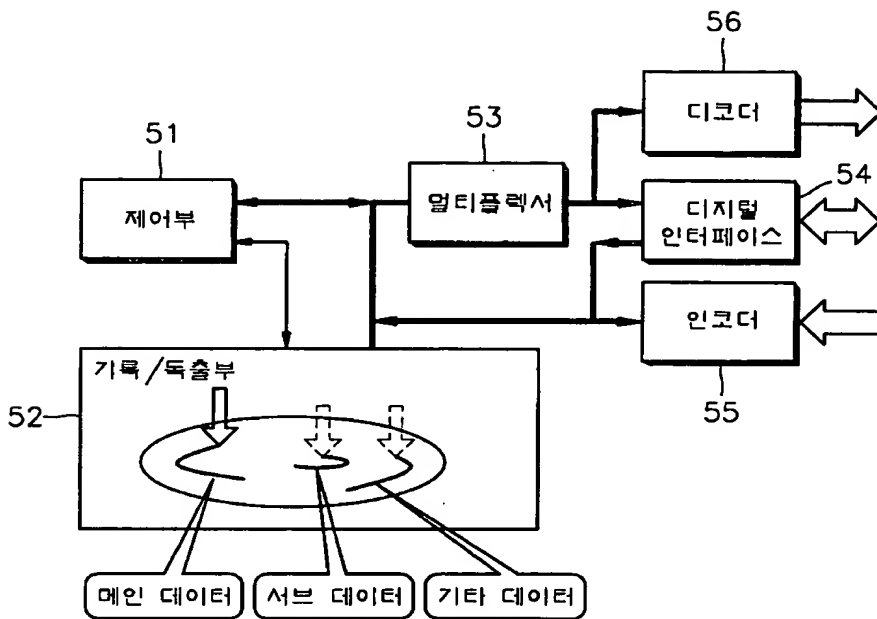 56
디코더
53
51
멀티플렉서
54
제어부
디지털
인터페이스
인코더
기록/독출부
52
55
메인 데이터
서브 데이터
기타 데이터